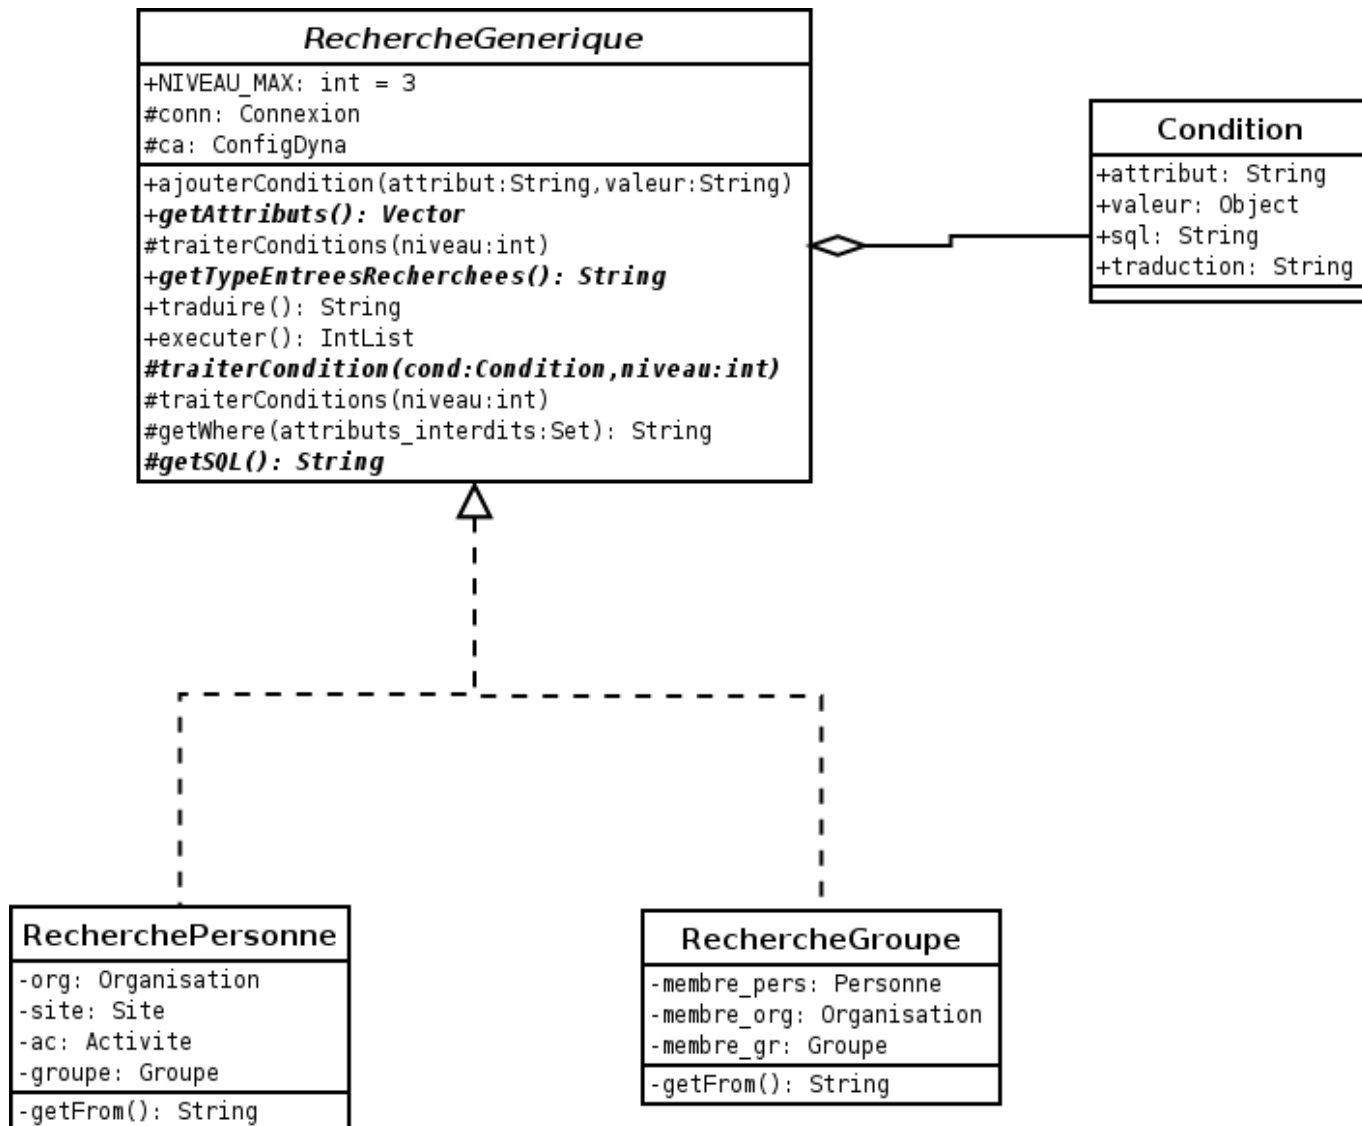 RechercheGenerique
+NIVEAU_MAX: int = 3
#conn: Connexion
#ca: ConfigDyna
+ajouterCondition(attribut:String,valeur:String)
+getAttributs(): Vector
#traiterConditions(niveau:int)
+getTypeEntreesRecherchees(): String
+traduire(): String
+executer(): IntList
#traiterCondition(cond:Condition,niveau:int)
#traiterConditions(niveau:int)
#getWhere(attributs_interdits:Set): String
#getSQL(): String
Condition
+attribut: String
+valeur: Object
+sql: String
+traduction: String
RecherchePersonne
-org: Organisation
-site: Site
-ac: Activite
-groupe: Groupe
-getFrom(): String
RechercheGroupe
-membre_pers: Personne
-membre_org: Organisation
-membre_gr: Groupe
-getFrom(): String